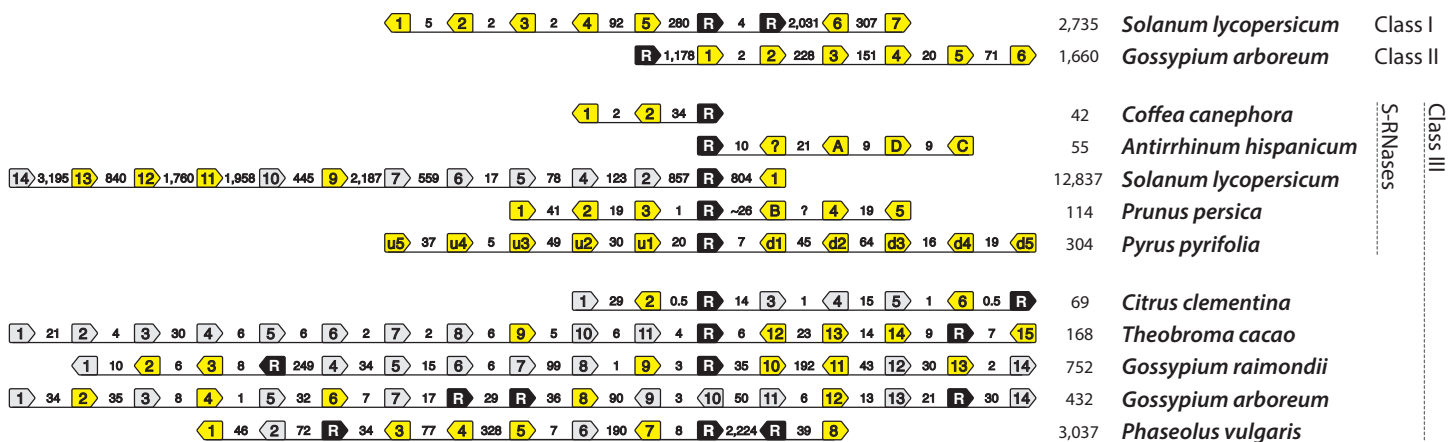 1 5 2 2 3 2 4 92 5 280 R 4 R 2,031 6 307 7 2,735 Solanum lycopersicum Class I
R 1,178 1 2 2 228 3 151 4 20 5 71 6 1,660 Gossypium arboreum Class II
1 2 2 34 R 42 Coffea canephora
R 10 ? 21 A 9 D 9 C 55 Antirrhinum hispanicum
14 3,195 13 840 12 1,760 11 1,958 10 445 9 2,187 7 559 6 17 5 78 4 123 2 857 R 804 1 12,837 Solanum lycopersicum
1 41 2 19 3 1 R ~26 B ? 4 19 5 114 Prunus persica
u5 37 u4 5 u3 49 u2 30 u1 20 R 7 d1 45 d2 64 d3 16 d4 19 d5 304 Pyrus pyrifolia
S-RNases
Class III
1 29 2 0.5 R 14 3 1 4 15 5 1 6 0.5 R 69 Citrus clementina
1 21 2 4 3 30 4 6 5 6 6 2 7 2 8 6 9 5 10 6 11 4 R 6 12 23 13 14 14 9 R 7 15 168 Theobroma cacao
1 10 2 6 3 8 R 249 4 34 5 15 6 6 7 99 8 1 9 3 R 35 10 192 11 43 12 30 13 2 14 752 Gossypium raimondii
1 34 2 35 3 8 4 1 5 32 6 7 7 17 R 29 R 36 8 90 9 3 10 50 11 6 12 13 13 21 R 30 14 432 Gossypium arboreum
1 46 2 72 R 34 3 77 4 328 5 7 6 190 7 8 R 2,224 R 39 8 3,037 Phaseolus vulgaris